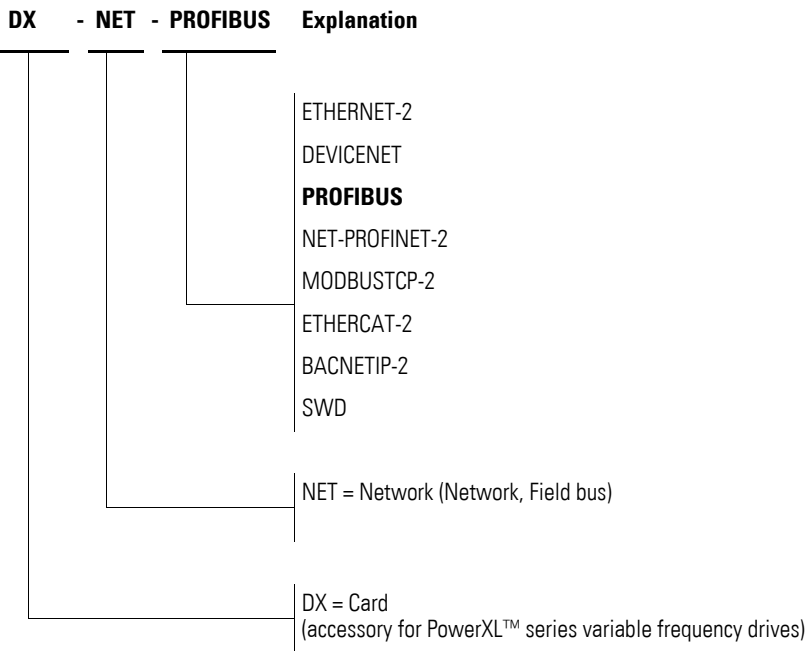 DX - NET - PROFIBUS Explanation
ETHERNET-2
DEVICENET
PROFIBUS
NET-PROFINET-2
MODBUSTCP-2
ETHERCAT-2
BACNETIP-2
SWD
NET = Network (Network, Field bus)
DX = Card
(accessory for PowerXL™ series variable frequency drives)